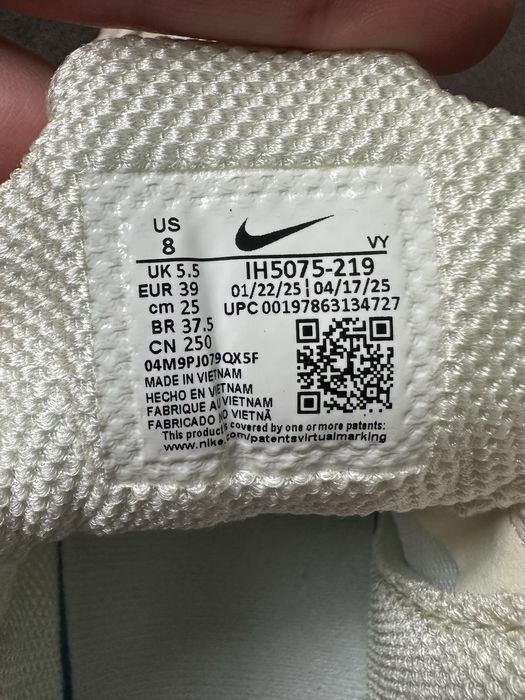 US
8
VY
UK 5.5
IH5075-219
EUR 39
01/22/25 | 04/17/25
cm 25
UPC 00197863134727
BR 37.5
CN 250
04M9PJ079QX5F
MADE IN VIETNAM
HECHO EN VIETNAM
FABRIQUE AU VIETNAM
FABRICADO NO VIETNÃ
This product is covered by one or more patents:
www.nike.com/patentsvirtualmarking